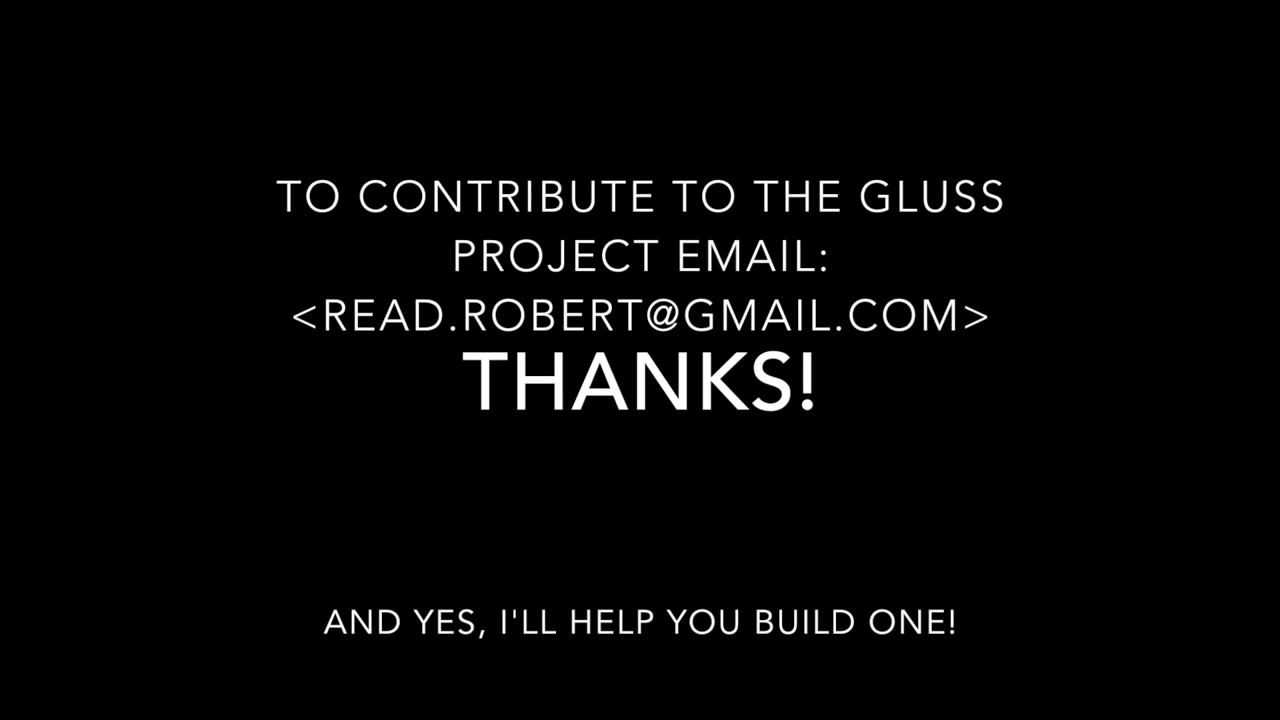 TO CONTRIBUTE TO THE GLUSS
PROJECT EMAIL:
<READ.ROBERT@GMAIL.COM>
THANKS!
AND YES, I'LL HELP YOU BUILD ONE!